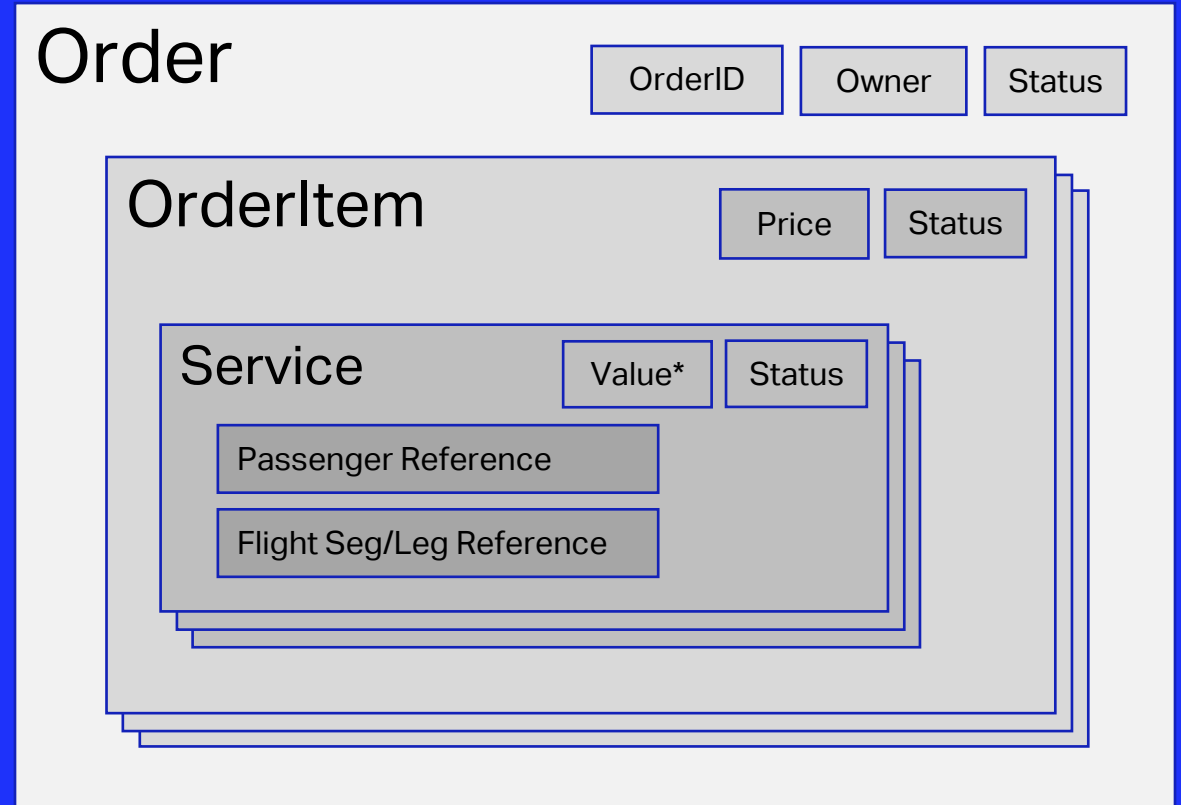 Order
OrderID
Owner
Status
OrderItem
Price
Status
Service
Value*
Status
Passenger Reference
Flight Seg/Leg Reference